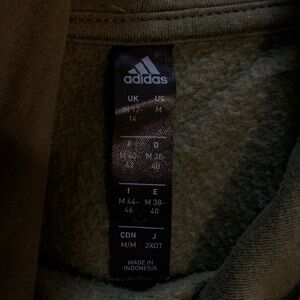 adidas
UK US
M 12- M
14
F D
M 40- M 38-
42 40
I E
M 44- M 38-
46 40
CDN J
M/M 2XOT
MADE IN
INDONESIA